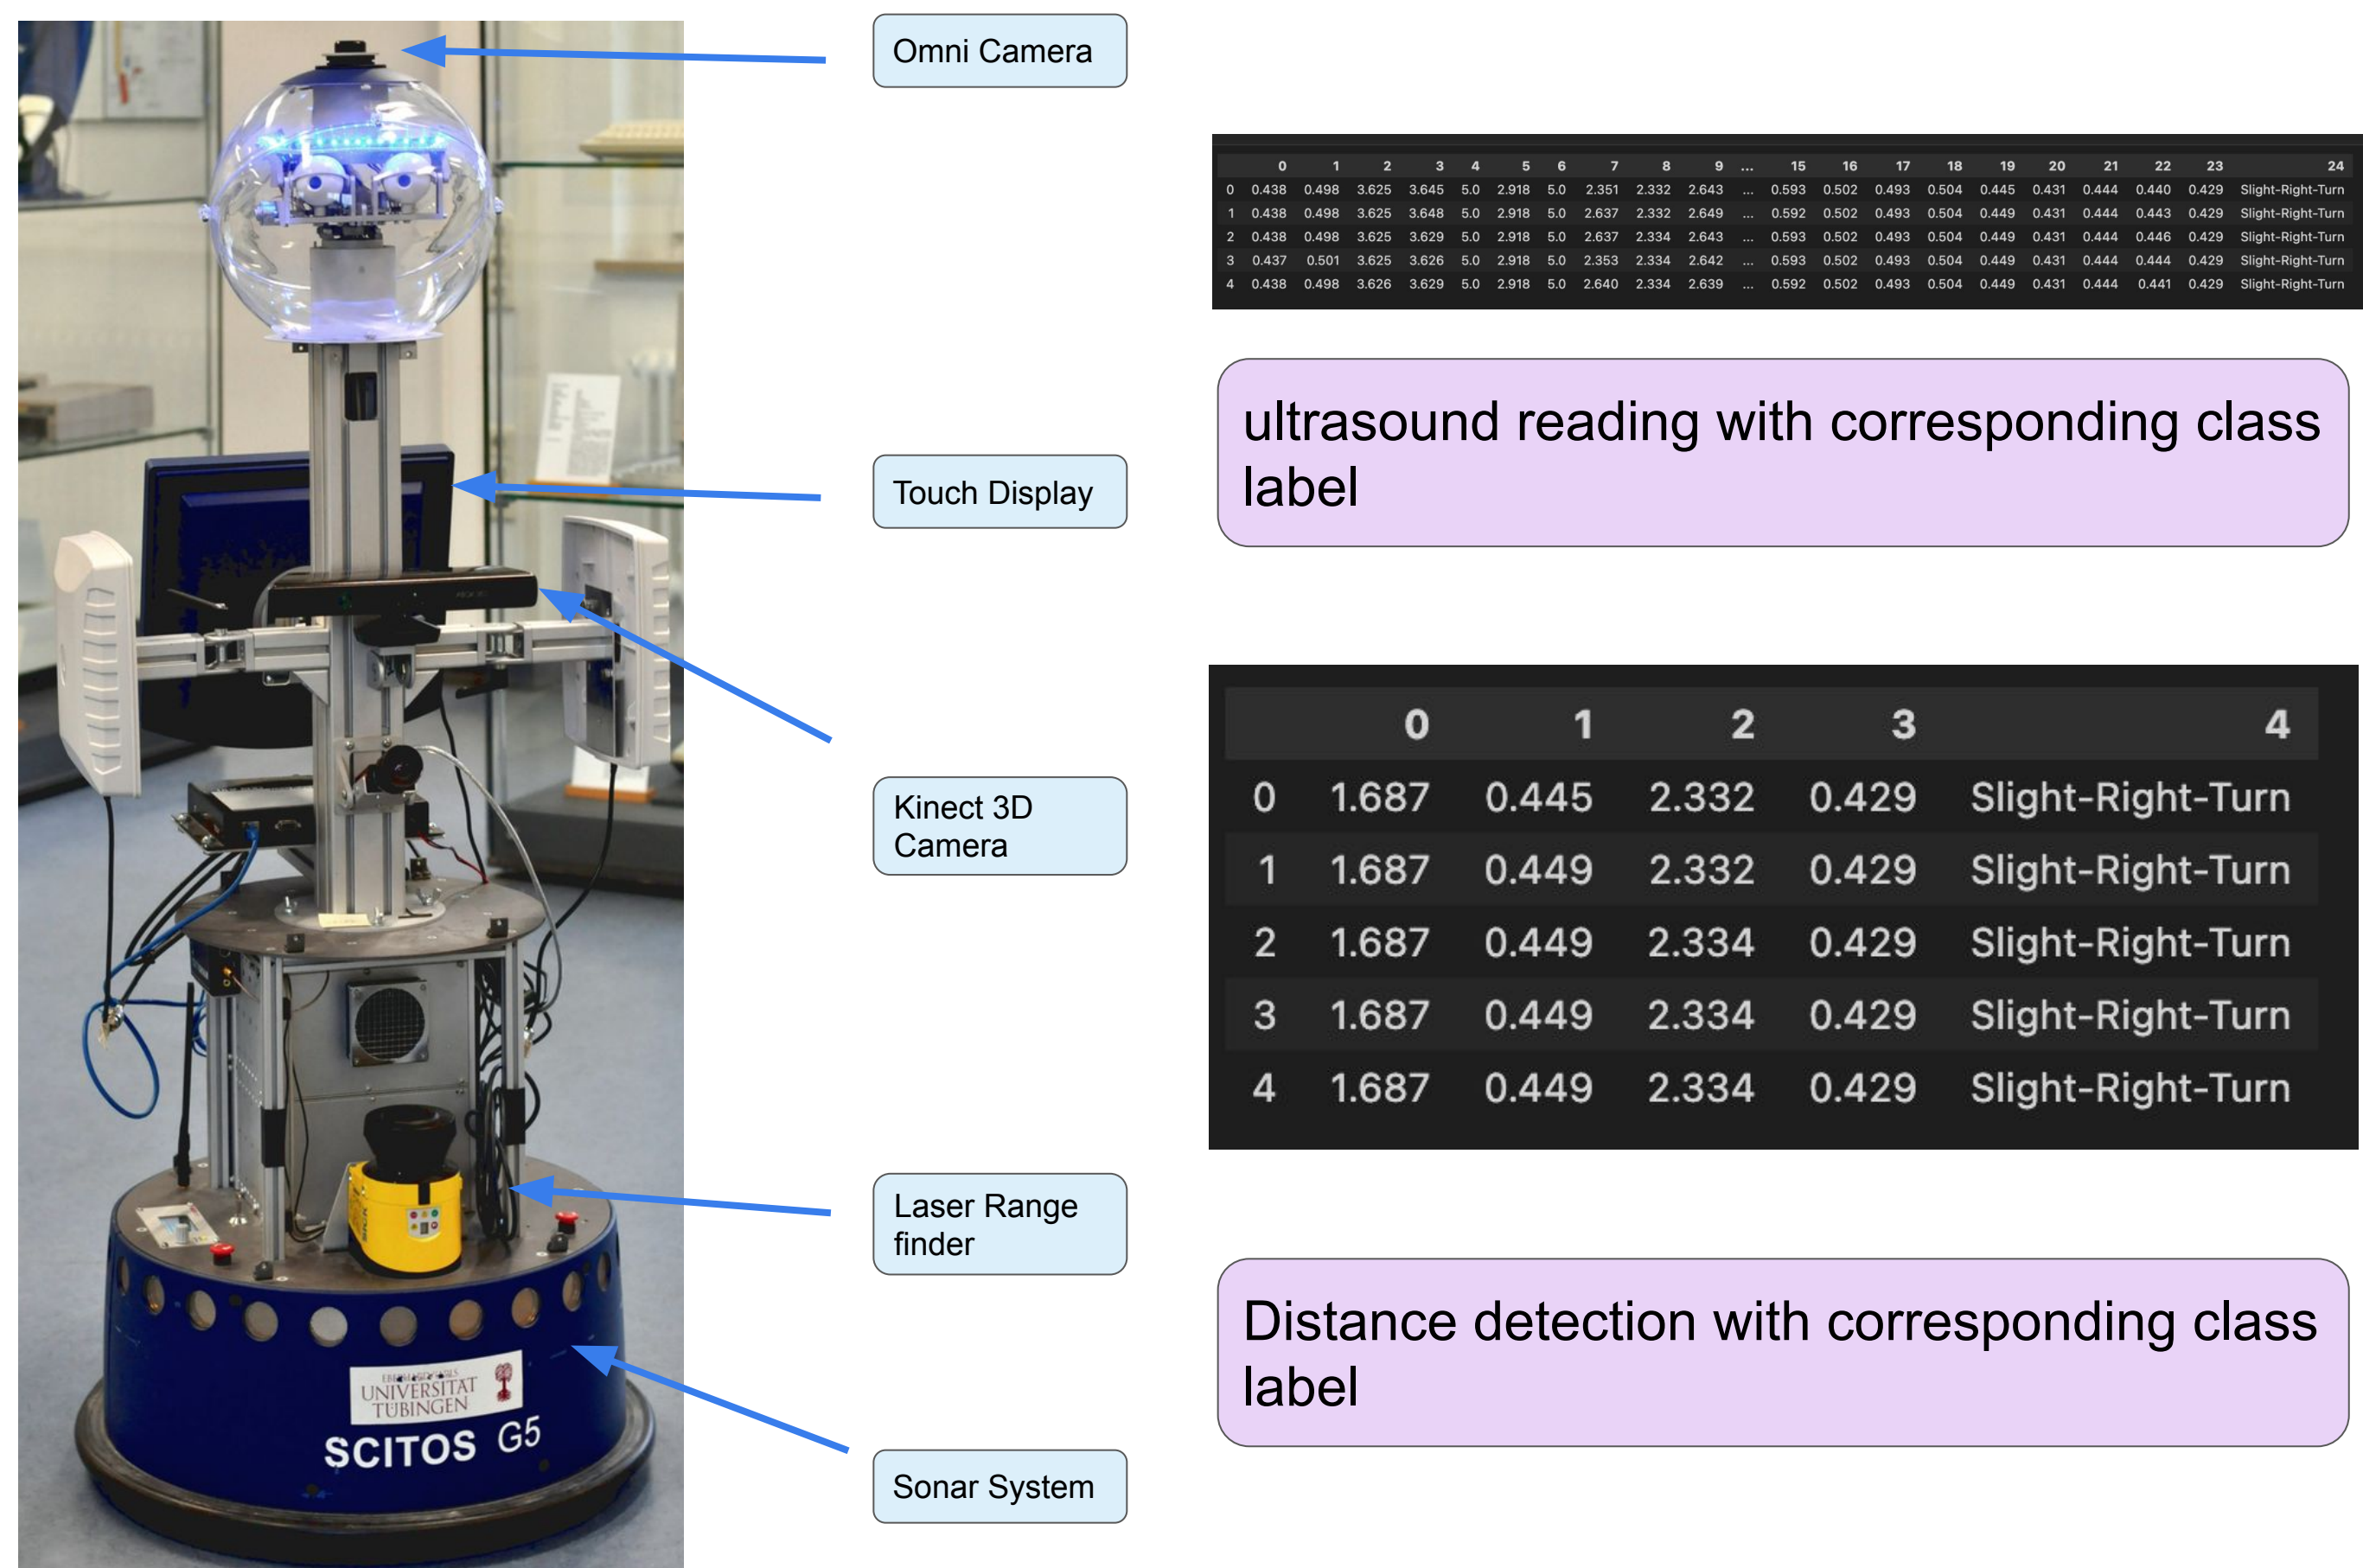 Omni Camera
Touch Display
Kinect 3D
Camera
Laser Range
finder
Sonar System
SICK
UNIVERSITÄT
TÜBINGEN
SCITOS G5
0 1 2 3 4 5 6 7 8 9 ... 15 16 17 18 19 20 21 22 23 24
0 0.438 0.498 3.625 3.645 5.0 2.918 5.0 2.351 2.332 2.643 ... 0.593 0.502 0.493 0.504 0.445 0.431 0.444 0.440 0.429 Slight-Right-Turn
1 0.438 0.498 3.625 3.648 5.0 2.918 5.0 2.637 2.332 2.649 ... 0.592 0.502 0.493 0.504 0.449 0.431 0.444 0.443 0.429 Slight-Right-Turn
2 0.438 0.498 3.625 3.629 5.0 2.918 5.0 2.637 2.334 2.643 ... 0.593 0.502 0.493 0.504 0.449 0.431 0.444 0.446 0.429 Slight-Right-Turn
3 0.437 0.501 3.625 3.626 5.0 2.918 5.0 2.353 2.334 2.642 ... 0.593 0.502 0.493 0.504 0.449 0.431 0.444 0.444 0.429 Slight-Right-Turn
4 0.438 0.498 3.626 3.629 5.0 2.918 5.0 2.640 2.334 2.639 ... 0.592 0.502 0.493 0.504 0.449 0.431 0.444 0.441 0.429 Slight-Right-Turn
ultrasound reading with corresponding class
label
0 1 2 3 4
0 1.687 0.445 2.332 0.429 Slight-Right-Turn
1 1.687 0.449 2.332 0.429 Slight-Right-Turn
2 1.687 0.449 2.334 0.429 Slight-Right-Turn
3 1.687 0.449 2.334 0.429 Slight-Right-Turn
4 1.687 0.449 2.334 0.429 Slight-Right-Turn
Distance detection with corresponding class
label